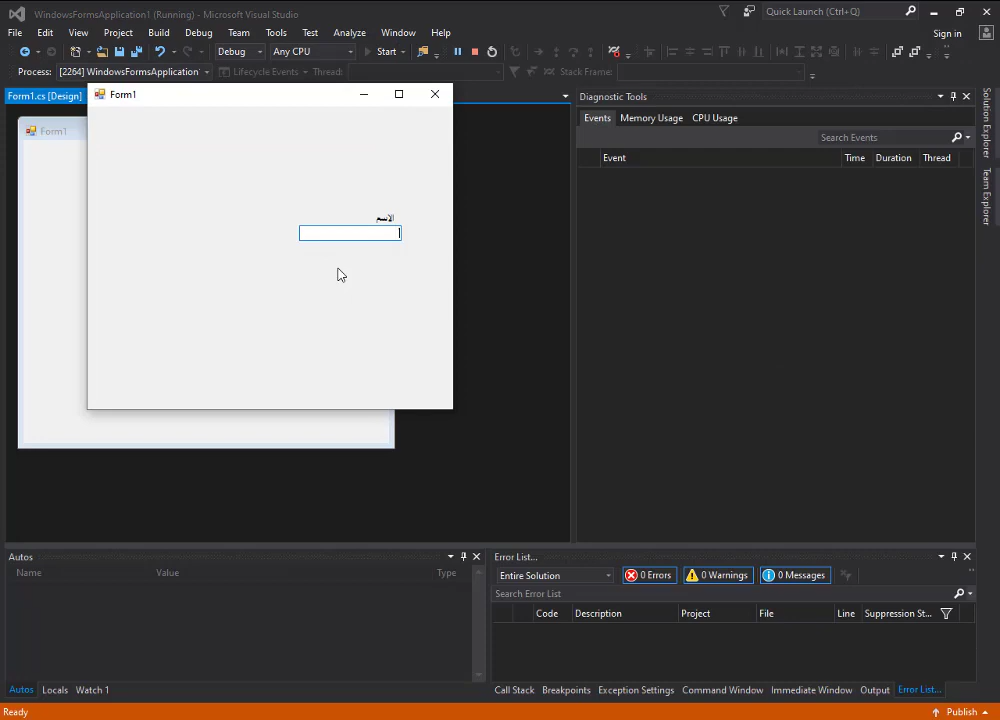 WindowsFormsApplication1 (Running) - Microsoft Visual Studio
Quick Launch (Ctrl+Q)
File Edit View Project Build Debug Team Tools Test Analyze Window Help
Sign in
Debug Any CPU Start
Process: [2264] WindowsFormsApplication Lifecycle Events Thread: Stack Frame:
Form1.cs [Design]
Form1
Form1
الاسم
Diagnostic Tools
Events Memory Usage CPU Usage
Search Events
Event Time Duration Thread
Solution Explorer
Team Explorer
Autos
Name Value Type
Autos Locals Watch 1
Error List...
Entire Solution 0 Errors 0 Warnings 0 Messages
Search Error List
Code Description Project File Line Suppression St...
Call Stack Breakpoints Exception Settings Command Window Immediate Window Output Error List...
Ready
Publish